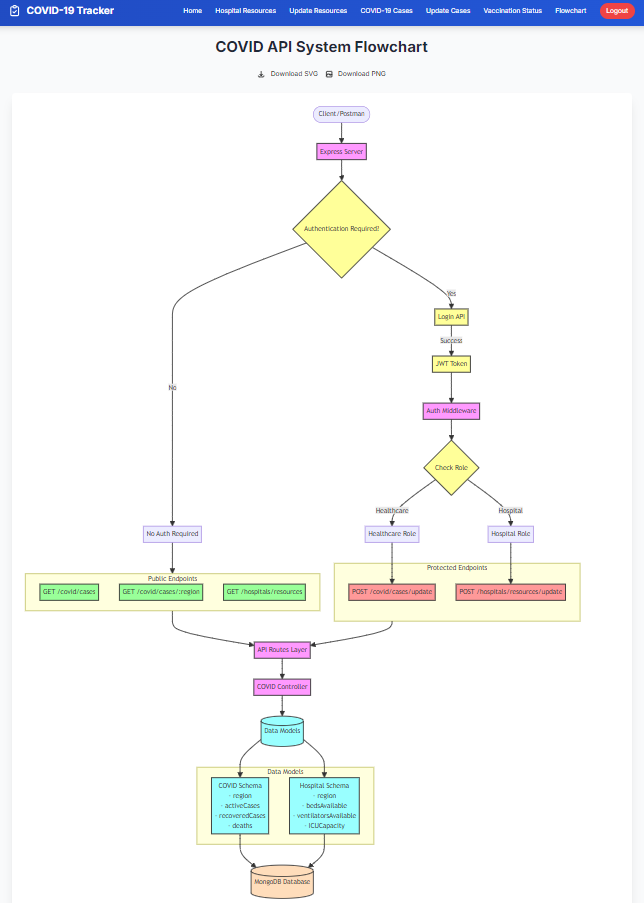 COVID-19 Tracker
Home
Hospital Resources
Update Resources
COVID-19 Cases
Update Cases
Vaccination Status
Flowchart
Logout
COVID API System Flowchart
Download SVG
Download PNG
Client/Postman
Express Server
Authentication Required?
Yes
Login API
Success
JWT Token
No
Auth Middleware
Check Role
Healthcare
Hospital
No Auth Required
Healthcare Role
Hospital Role
Public Endpoints
GET /covid/cases
GET /covid/cases/:region
GET /hospitals/resources
Protected Endpoints
POST /covid/cases/update
POST /hospitals/resources/update
API Routes Layer
COVID Controller
Data Models
Data Models
COVID Schema
- region
- activeCases
- recoveredCases
- deaths
Hospital Schema
- region
- bedsAvailable
- ventilatorsAvailable
- ICUCapacity
MongoDB Database